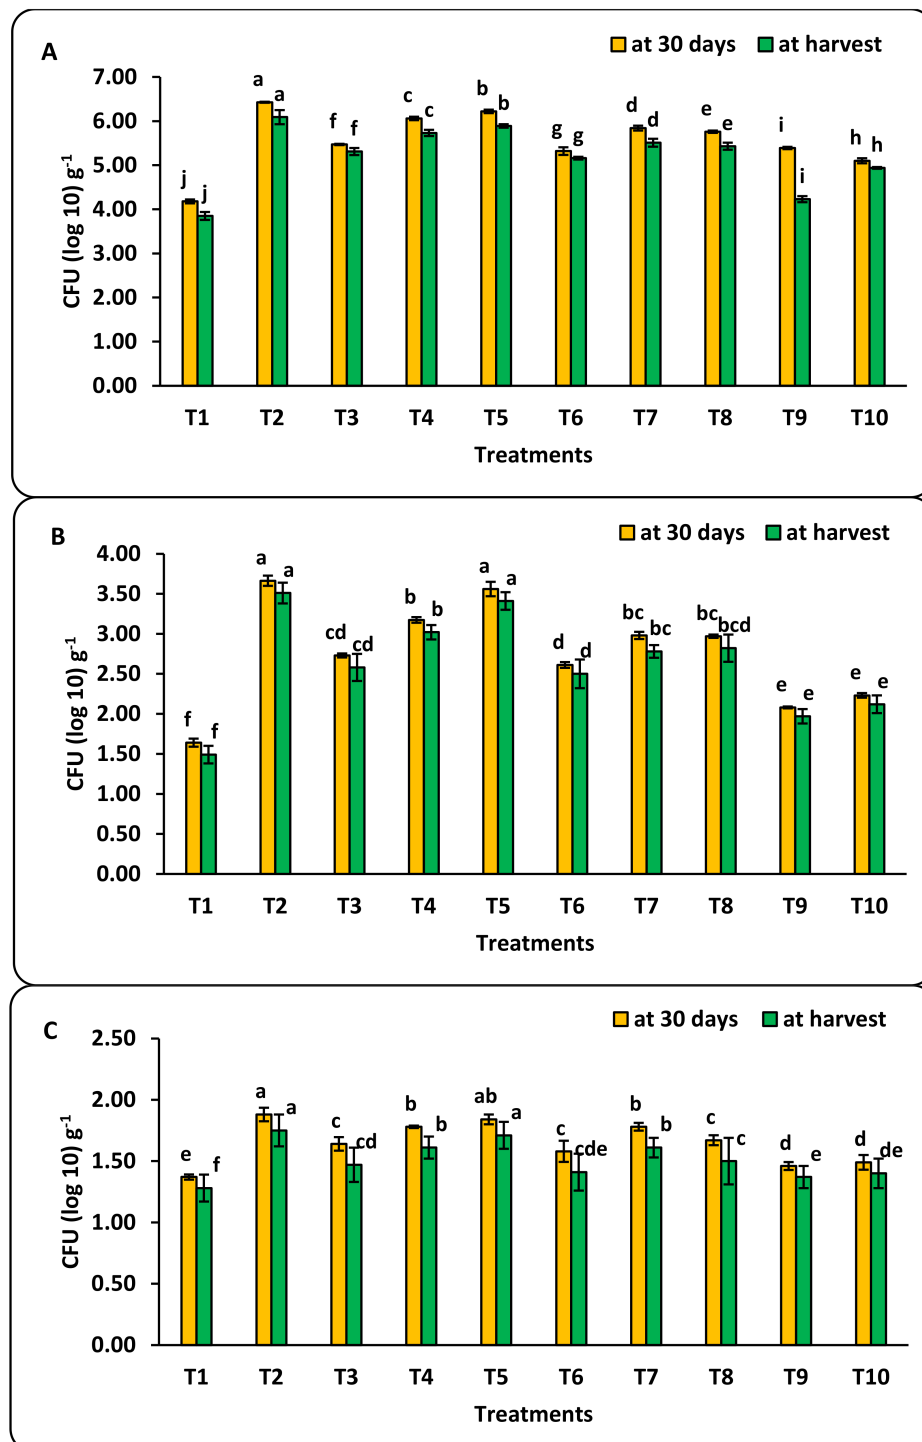 A
at 30 days at harvest
CFU (log 10) g-1
7.00
6.00
5.00
4.00
3.00
2.00
1.00
0.00
j j a a f f c c b b g g d d e e i i h h
T1 T2 T3 T4 T5 T6 T7 T8 T9 T10
Treatments
B
at 30 days at harvest
CFU (log 10) g-1
4.00
3.50
3.00
2.50
2.00
1.50
1.00
0.50
0.00
f f a a cd cd b b a a d d bc bc bc bcd e e e e
T1 T2 T3 T4 T5 T6 T7 T8 T9 T10
Treatments
C
at 30 days at harvest
CFU (log 10) g-1
2.50
2.00
1.50
1.00
0.50
0.00
e f a a c cd b b ab a c cde b b c c d e d de
T1 T2 T3 T4 T5 T6 T7 T8 T9 T10
Treatments